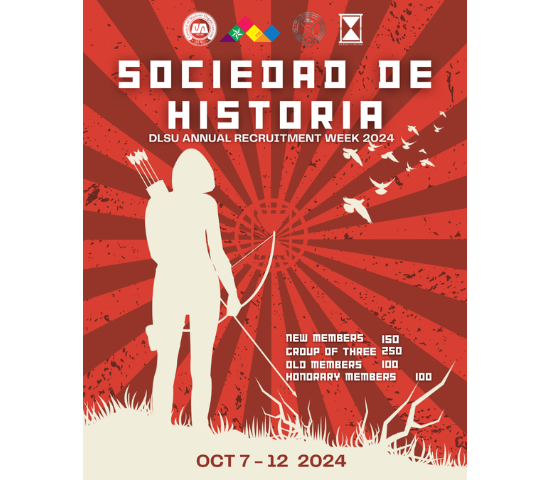 SOCIEDAD DE
HISTORIA
DLSU ANNUAL RECRUITMENT WEEK 2024
NEW MEMBERS 150
GROUP OF THREE 250
OLD MEMBERS 100
HONORARY MEMBERS 100
OCT 7 - 12 2024